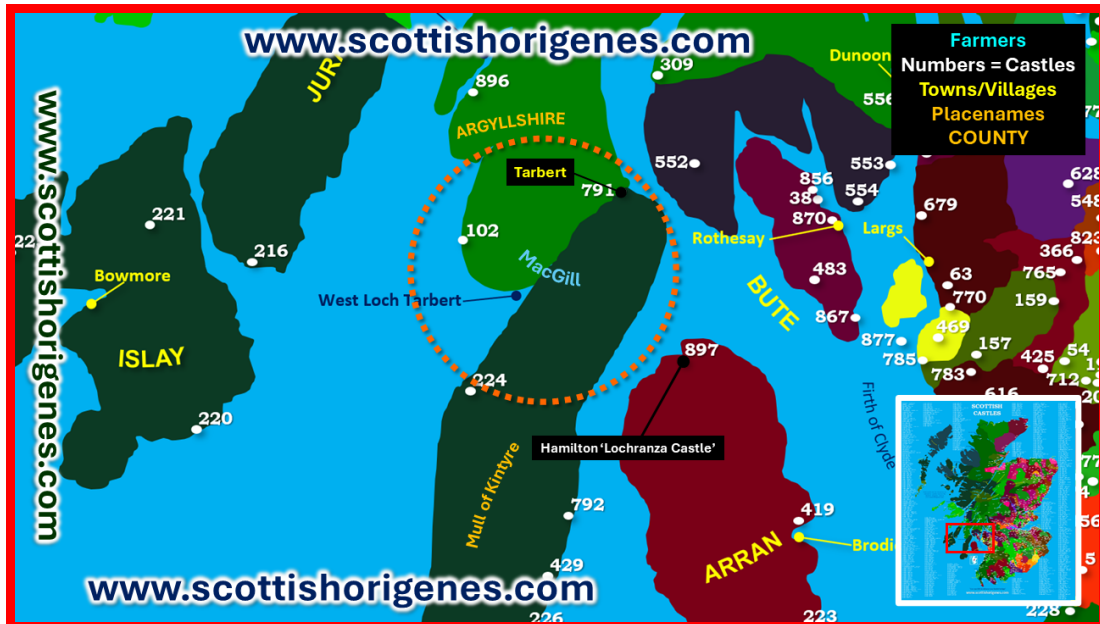 www.scottishorigenes.com
www.scottishorigenes.com
Farmers
Numbers = Castles
Towns/Villages
Placenames
COUNTY
Dunoon
JURA
309
896
556
ARGYLLSHIRE
552
553
628
Tarbert
791
856
38
554
548
221
102
870
679
Rothesay
Largs
823
366
216
MacGill
765
Bowmore
483
63
159
West Loch Tarbert
BUTE
770
867
469
877
ISLAY
897
785
157
425
54
783
712
224
616
220
Firth of Clyde
SCOTTISH
CASTLES
Hamilton ‘Lochranza Castle’
Mull of Kintyre
792
419
ARRAN
429
www.scottishorigenes.com
226
223
228